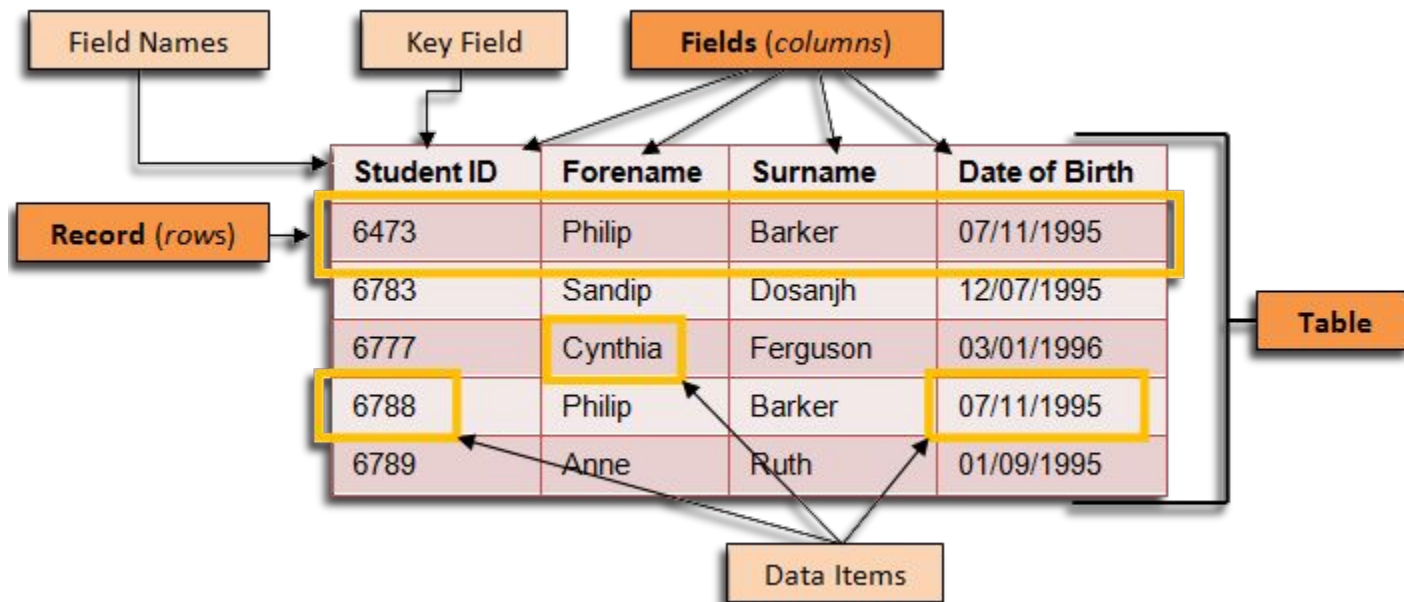 Field Names
Key Field
Fields (columns)
Student ID Forename Surname Date of Birth
Record (rows)
6473 Philip Barker 07/11/1995
6783 Sandip Dosanjh 12/07/1995
Table
6777 Cynthia Ferguson 03/01/1996
6788 Philip Barker 07/11/1995
6789 Anne Ruth 01/09/1995
Data Items